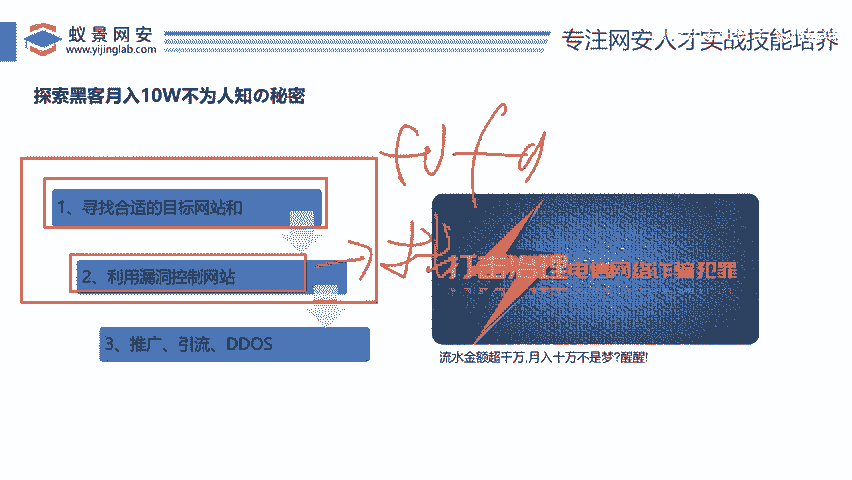 蚁景网安
www.yijinglab.com
专注网安人才实战技能培养
探索黑客月入10W不为人知の秘密
1、寻找合适的目标网站和
2、利用漏洞控制网站
3、推广、引流、DDOS
打击治理电信网络诈骗犯罪
流水金额超千万,月入十万不是梦?醒醒!